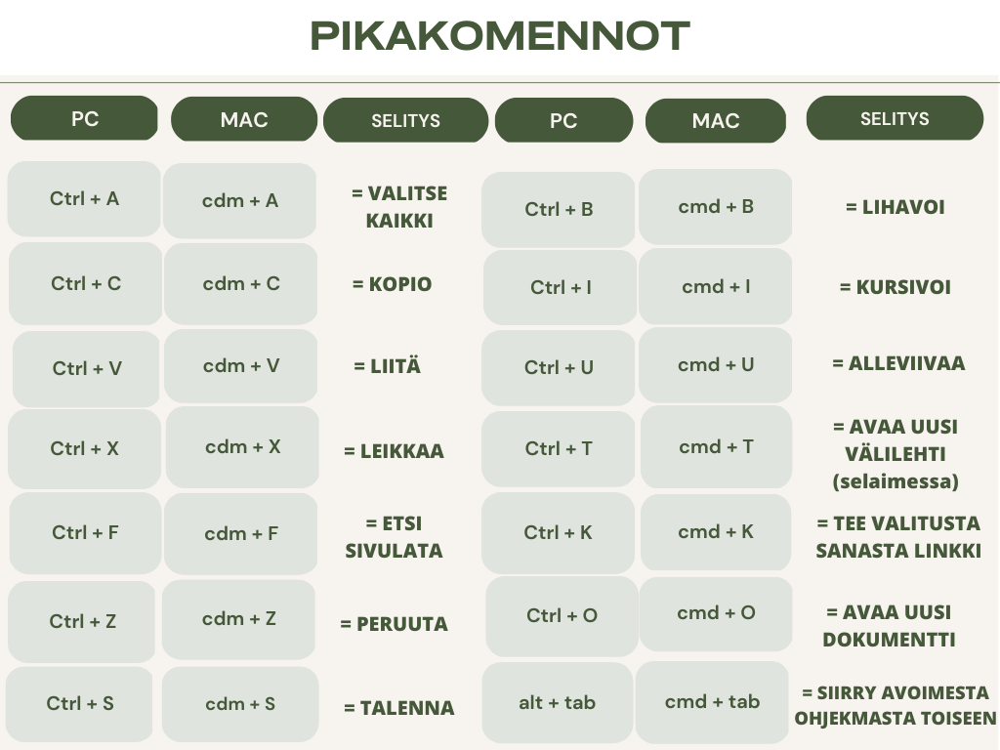 PIKAKOMENNOT
PC MAC SELITYS PC MAC SELITYS
Ctrl + A cdm + A = VALITSE
KAIKKI
Ctrl + B cmd + B = LIHAVOI
Ctrl + C cdm + C = KOPIO
Ctrl + I cmd + I = KURSIVOI
Ctrl + V cdm + V = LIITÄ
Ctrl + U cmd + U = ALLEVIIVAA
Ctrl + X cdm + X = LEIKKAA
Ctrl + T cmd + T = AVAA UUSI
VÄLILEHTI
(selaimessa)
Ctrl + F cdm + F = ETSI
SIVULATA
Ctrl + K cmd + K = TEE VALITUSTA
SANASTA LINKKI
Ctrl + Z cdm + Z = PERUUTA
Ctrl + O cmd + O = AVAA UUSI
DOKUMENTTI
Ctrl + S cdm + S = TALENNA
alt + tab cmd + tab = SIIRRY AVOIMESTA
OHJEKMASTA TOISEEN